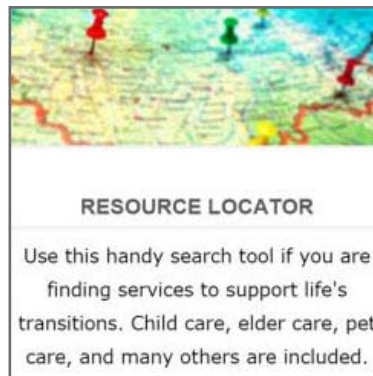 RESOURCE LOCATOR
Use this handy search tool if you are
finding services to support life's
transitions. Child care, elder care, pet
care, and many others are included.